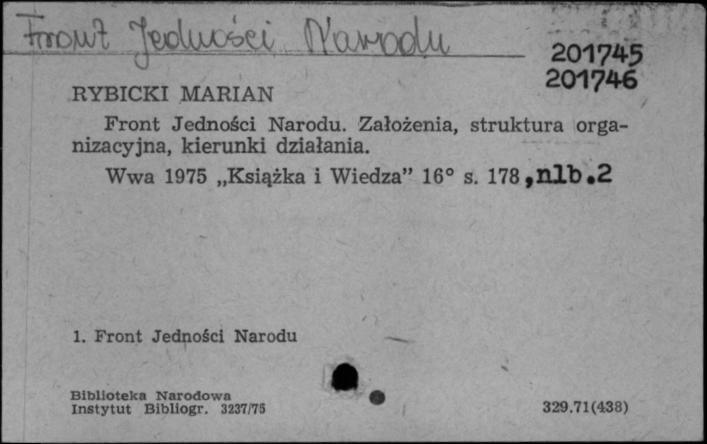 Front Jedności Narodu
201745
201746
RYBICKI MARIAN
Front Jedności Narodu. Założenia, struktura orga-
nizacyjna, kierunki działania.
Wwa 1975 „Książka i Wiedza” 16° s. 178, nlb. 2
1. Front Jedności Narodu
Biblioteka Narodowa
Instytut Bibliogr. 3237/75
329.71(438)